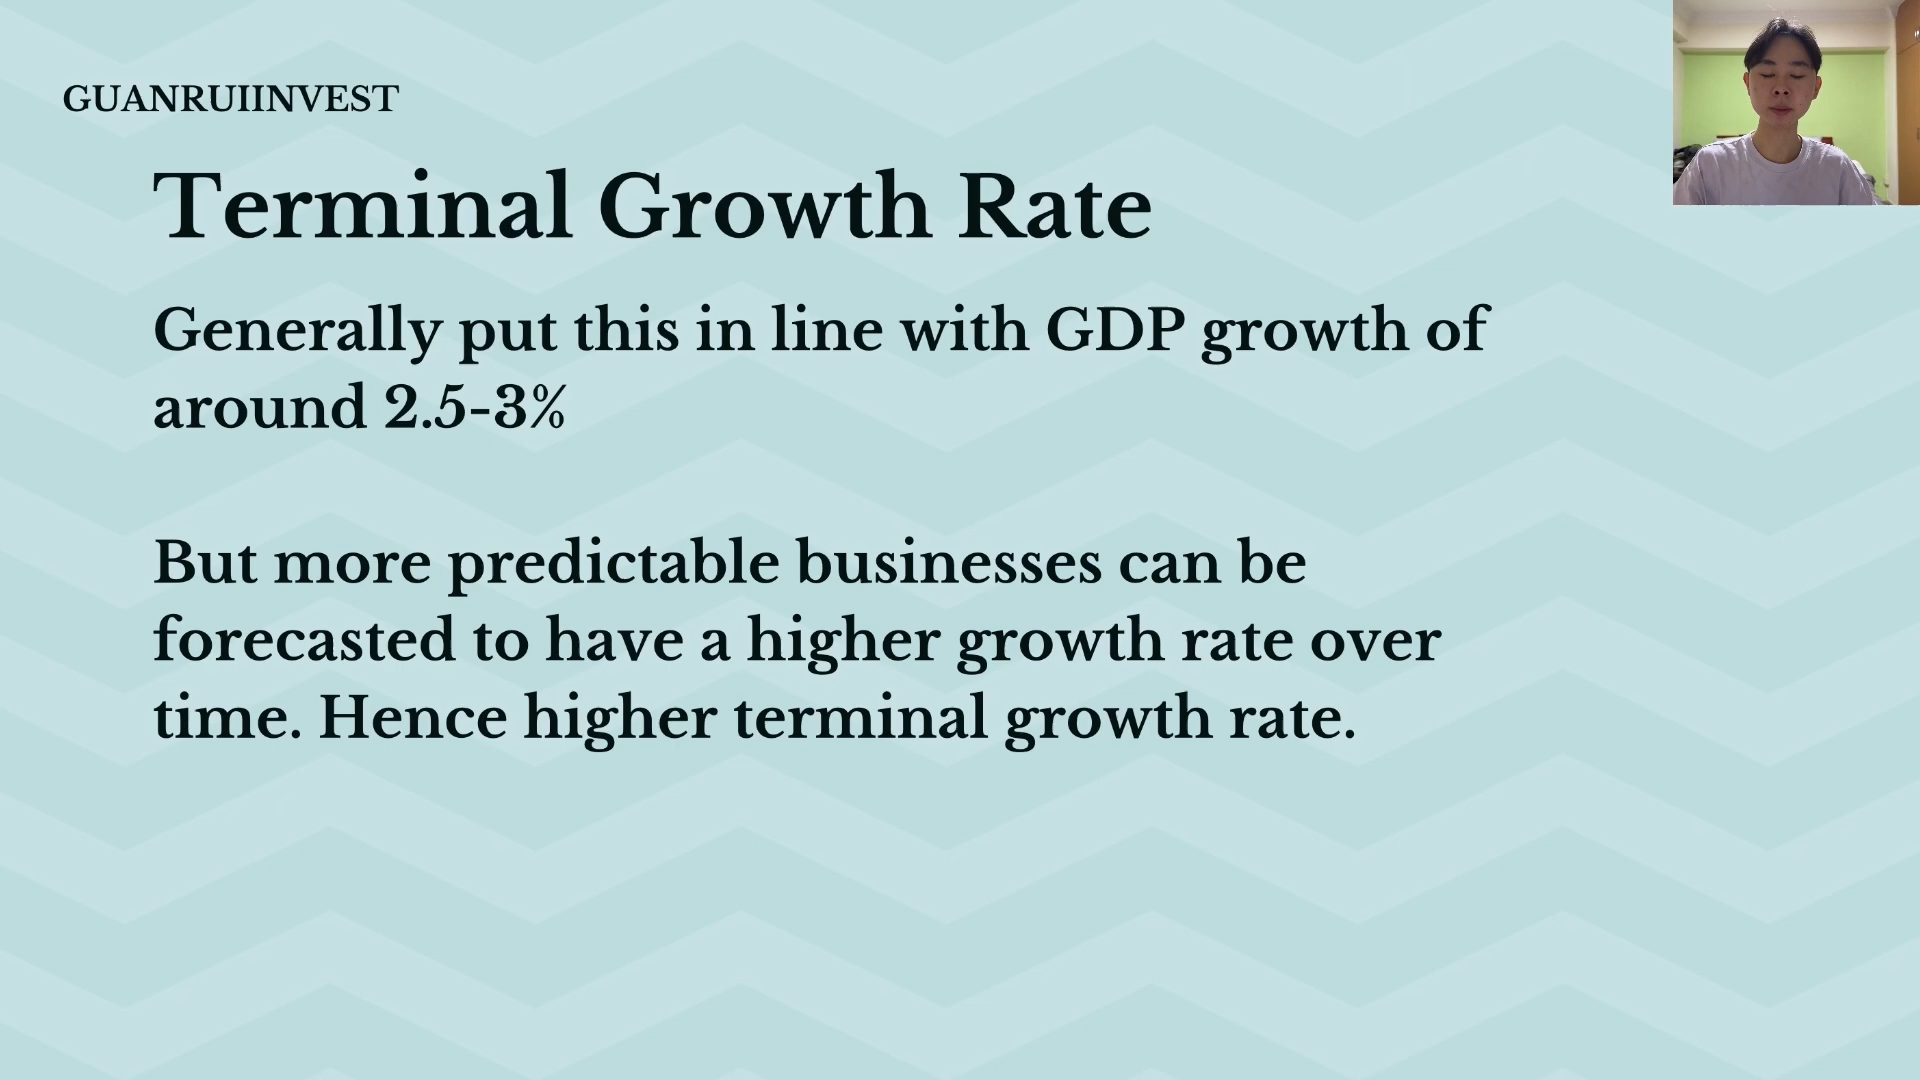 GUANRUIINVEST
Terminal Growth Rate
Generally put this in line with GDP growth of
around 2.5-3%
But more predictable businesses can be
forecasted to have a higher growth rate over
time. Hence higher terminal growth rate.